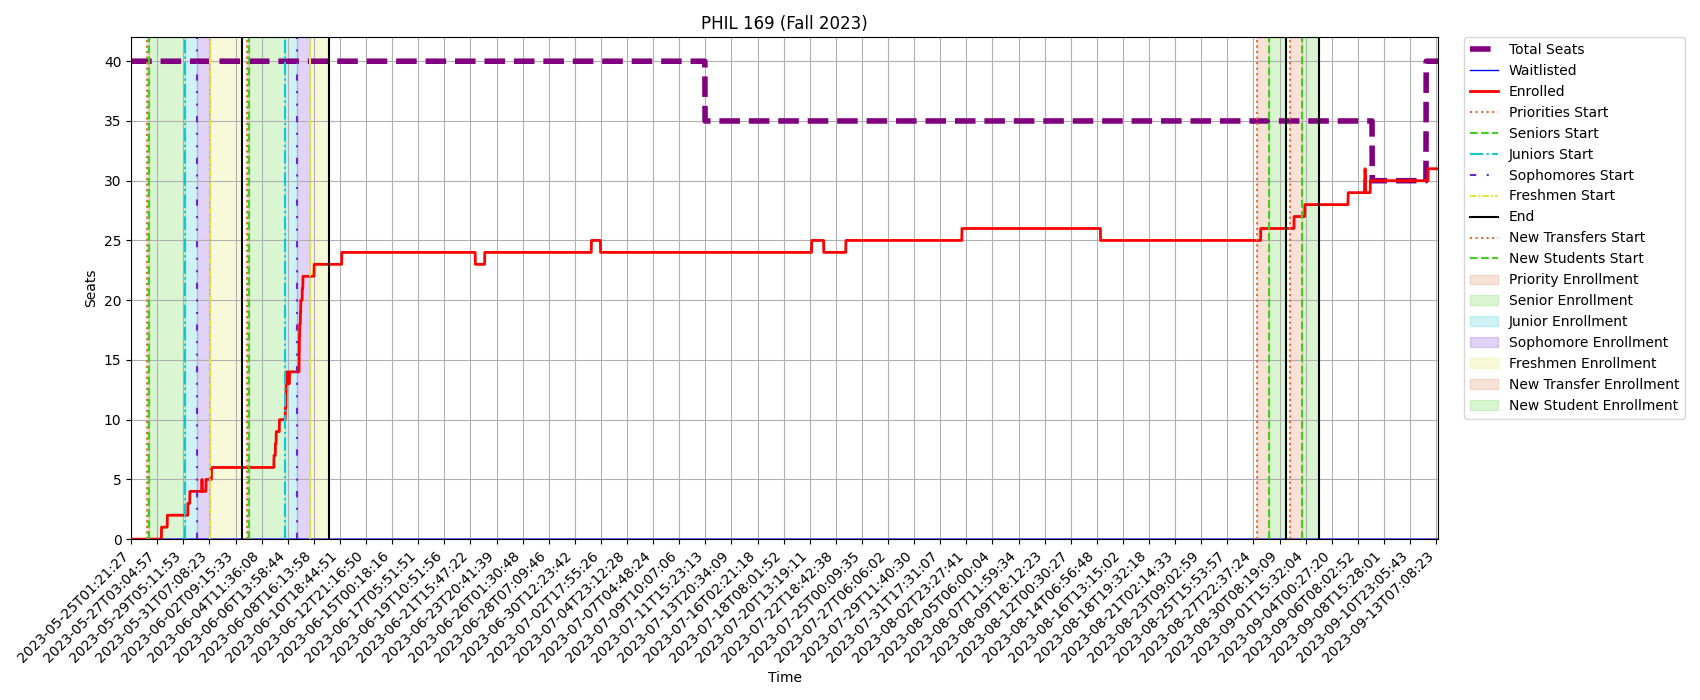 PHIL 169 (Fall 2023)
Seats
40
35
30
25
20
15
10
5
0
2023-05-25T01:21:27
2023-05-27T03:04:57
2023-05-29T05:11:53
2023-05-31T07:08:23
2023-06-02T09:15:33
2023-06-04T11:36:08
2023-06-06T13:58:44
2023-06-08T16:13:58
2023-06-10T18:44:51
2023-06-12T21:16:50
2023-06-15T00:18:16
2023-06-17T05:51:51
2023-06-19T10:51:56
2023-06-21T15:47:22
2023-06-23T20:41:39
2023-06-26T01:30:48
2023-06-28T07:09:46
2023-06-30T12:23:42
2023-07-02T17:55:26
2023-07-04T23:12:28
2023-07-07T04:48:24
2023-07-09T10:07:06
2023-07-11T15:23:13
2023-07-13T20:34:09
2023-07-16T02:21:18
2023-07-18T08:01:52
2023-07-20T13:19:11
2023-07-22T18:42:38
2023-07-25T00:09:35
2023-07-27T06:06:02
2023-07-29T11:40:30
2023-07-31T17:31:07
2023-08-02T23:27:41
2023-08-05T06:00:04
2023-08-07T11:59:34
2023-08-09T18:12:23
2023-08-12T00:30:27
2023-08-14T06:56:48
2023-08-16T13:15:02
2023-08-18T19:32:18
2023-08-21T02:14:33
2023-08-23T09:02:59
2023-08-25T15:53:57
2023-08-27T22:37:24
2023-08-30T08:19:09
2023-09-01T15:32:04
2023-09-04T00:27:20
2023-09-06T08:02:52
2023-09-08T15:28:01
2023-09-10T23:05:43
2023-09-13T07:08:23
Time
Total Seats
Waitlisted
Enrolled
Priorities Start
Seniors Start
Juniors Start
Sophomores Start
Freshmen Start
End
New Transfers Start
New Students Start
Priority Enrollment
Senior Enrollment
Junior Enrollment
Sophomore Enrollment
Freshmen Enrollment
New Transfer Enrollment
New Student Enrollment